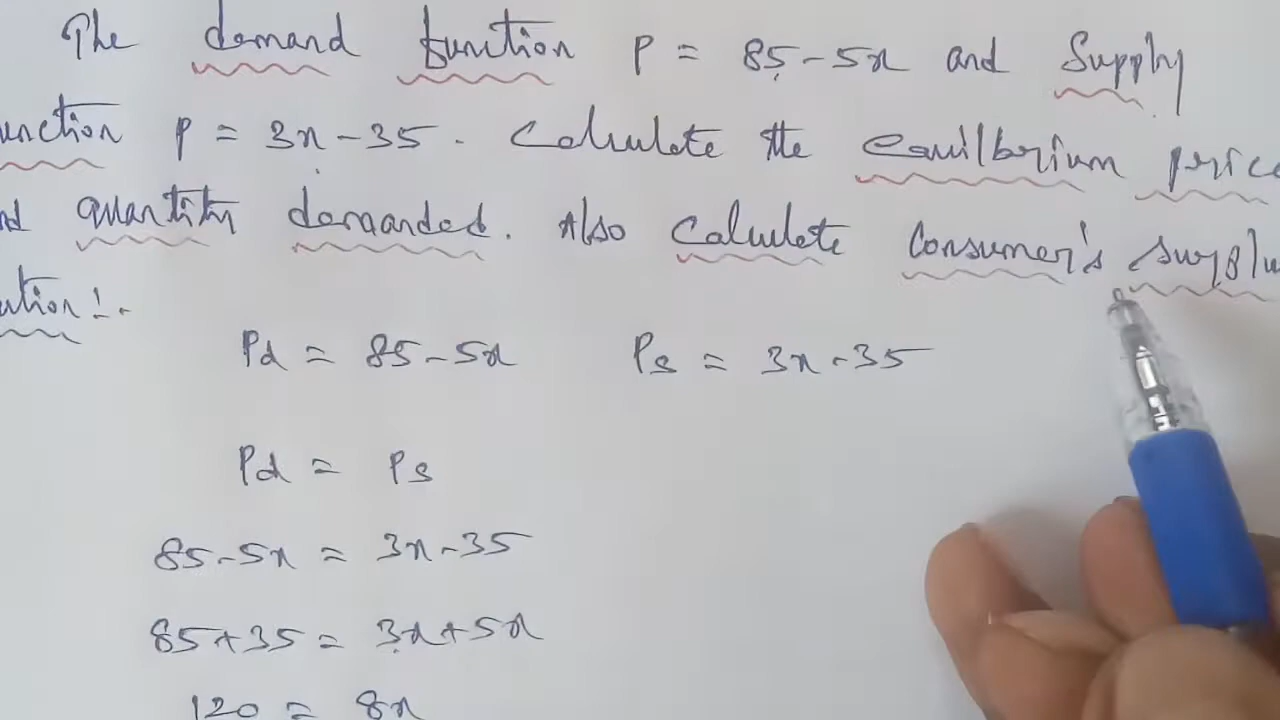 The demand function P = 85-5x and Supply
unction P = 3x-35. Calculate the equilbrium price
nd quantity demanded. Also Calculate Consumer's surplu
ution:-
Pd = 85-5x Ps = 3x-35
Pd = Ps
85-5x = 3x-35
85+35 = 3x+5x
120 = 8x